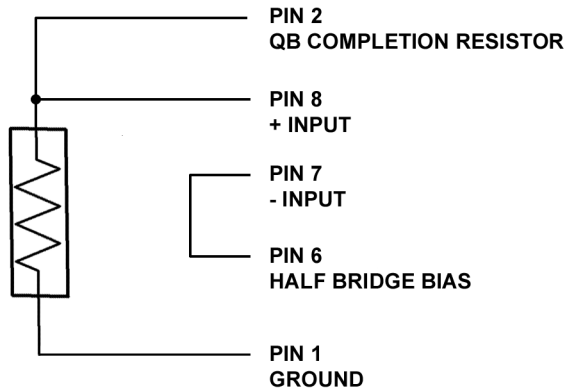 PIN 2
QB COMPLETION RESISTOR
PIN 8
+ INPUT
PIN 7
- INPUT
PIN 6
HALF BRIDGE BIAS
PIN 1
GROUND